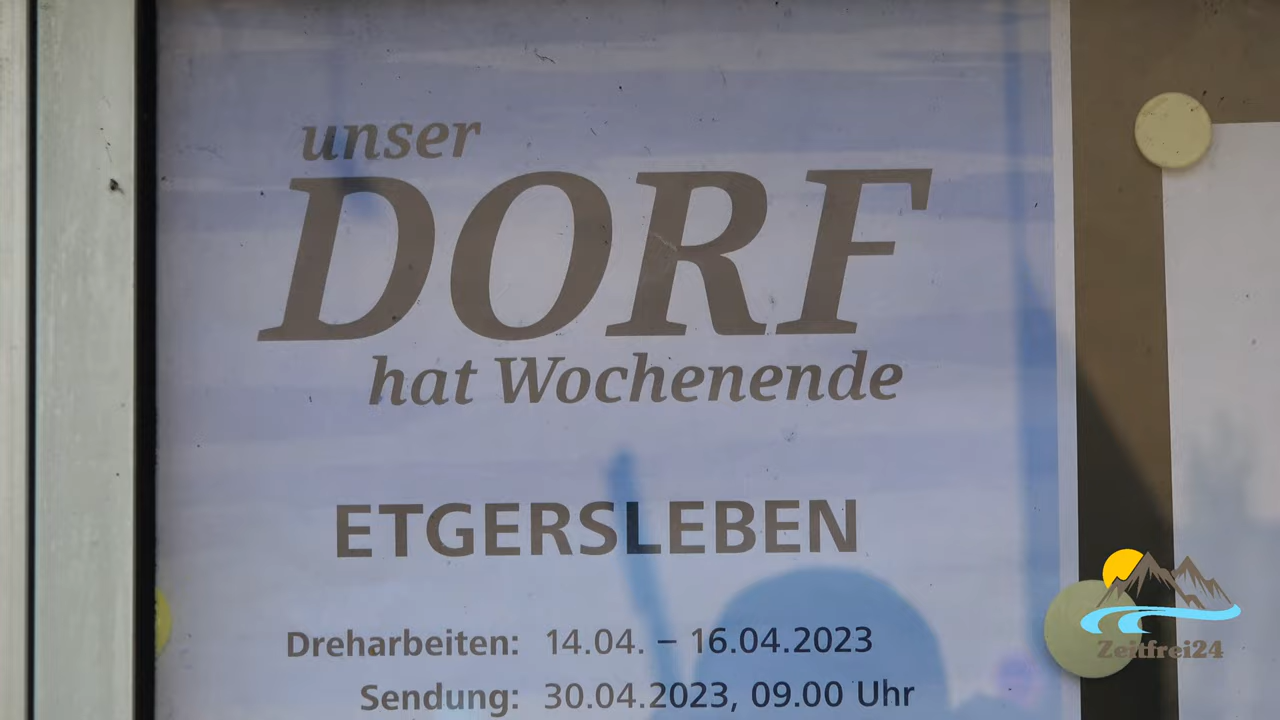 unser
DORF
hat Wochenende
ETGERSLEBEN
Dreharbeiten: 14.04. – 16.04.2023
Sendung: 30.04.2023, 09.00 Uhr
Zeitfrei24